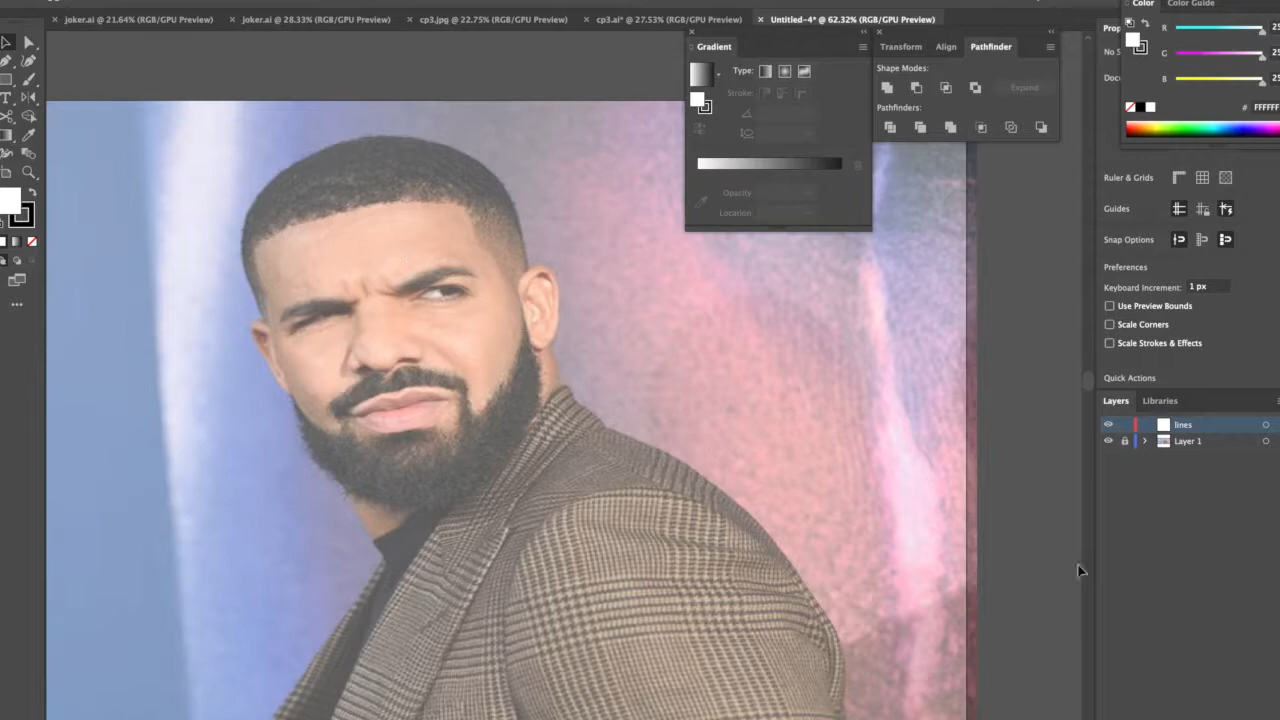 joker.ai @ 21.64% (RGB/GPU Preview)
joker.ai @ 28.33% (RGB/GPU Preview)
cp3.jpg @ 22.75% (RGB/GPU Preview)
cp3.ai* @ 27.53% (RGB/GPU Preview)
Untitled-4* @ 62.32% (RGB/GPU Preview)
Color
Color Guide
R
G
B
#
FFFFFF
Gradient
Type:
Stroke:
Opacity
Location
Transform
Align
Pathfinder
Shape Modes:
Expand
Pathfinders:
Ruler & Grids
Guides
Snap Options
Preferences
Keyboard Increment:
1 px
Use Preview Bounds
Scale Corners
Scale Strokes & Effects
Quick Actions
Layers
Libraries
lines
Layer 1